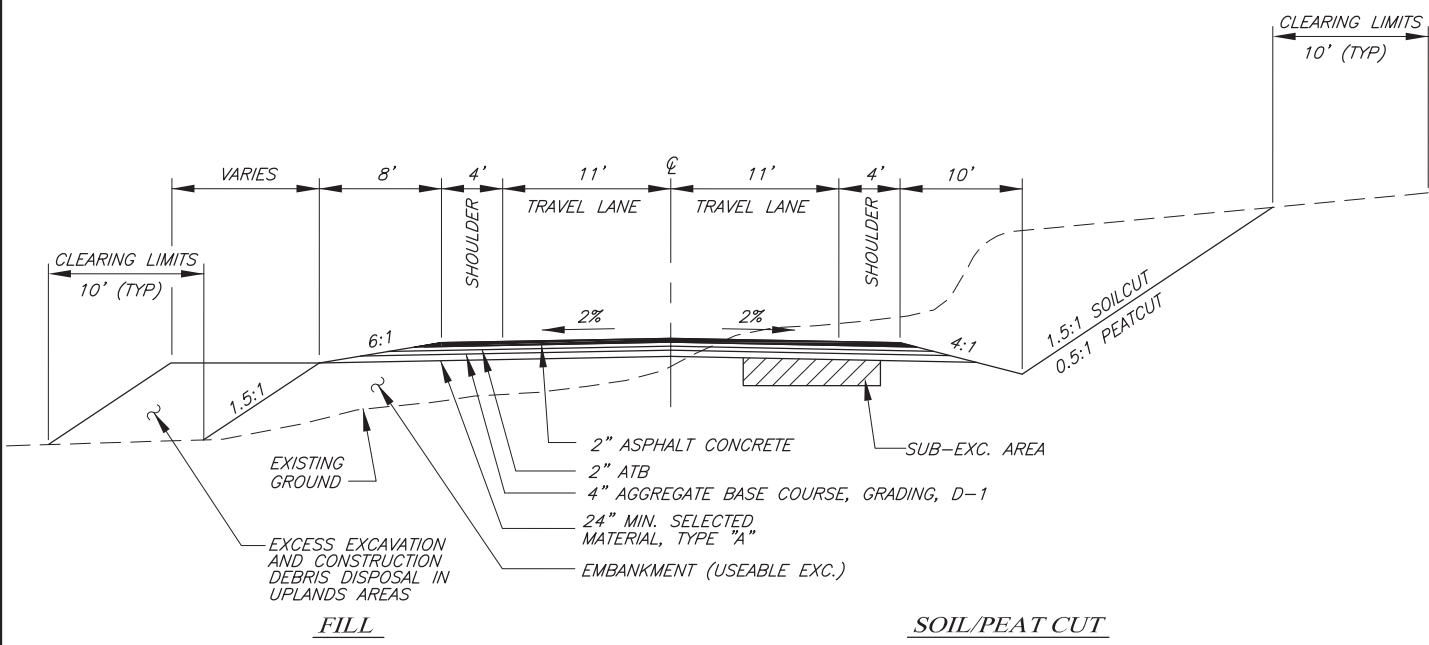 CLEARING LIMITS
10' (TYP)
VARIES
8'
4'
11'
℄
11'
4'
10'
SHOULDER
TRAVEL LANE
TRAVEL LANE
SHOULDER
CLEARING LIMITS
10' (TYP)
2%
2%
6:1
4:1
1.5:1 SOILCUT
0.5:1 PEATCUT
1.5:1
2" ASPHALT CONCRETE
SUB-EXC. AREA
EXISTING
GROUND
2" ATB
4" AGGREGATE BASE COURSE, GRADING, D-1
24" MIN. SELECTED
MATERIAL, TYPE "A"
EXCESS EXCAVATION
AND CONSTRUCTION
DEBRIS DISPOSAL IN
UPLANDS AREAS
EMBANKMENT (USEABLE EXC.)
FILL
SOIL/PEAT CUT